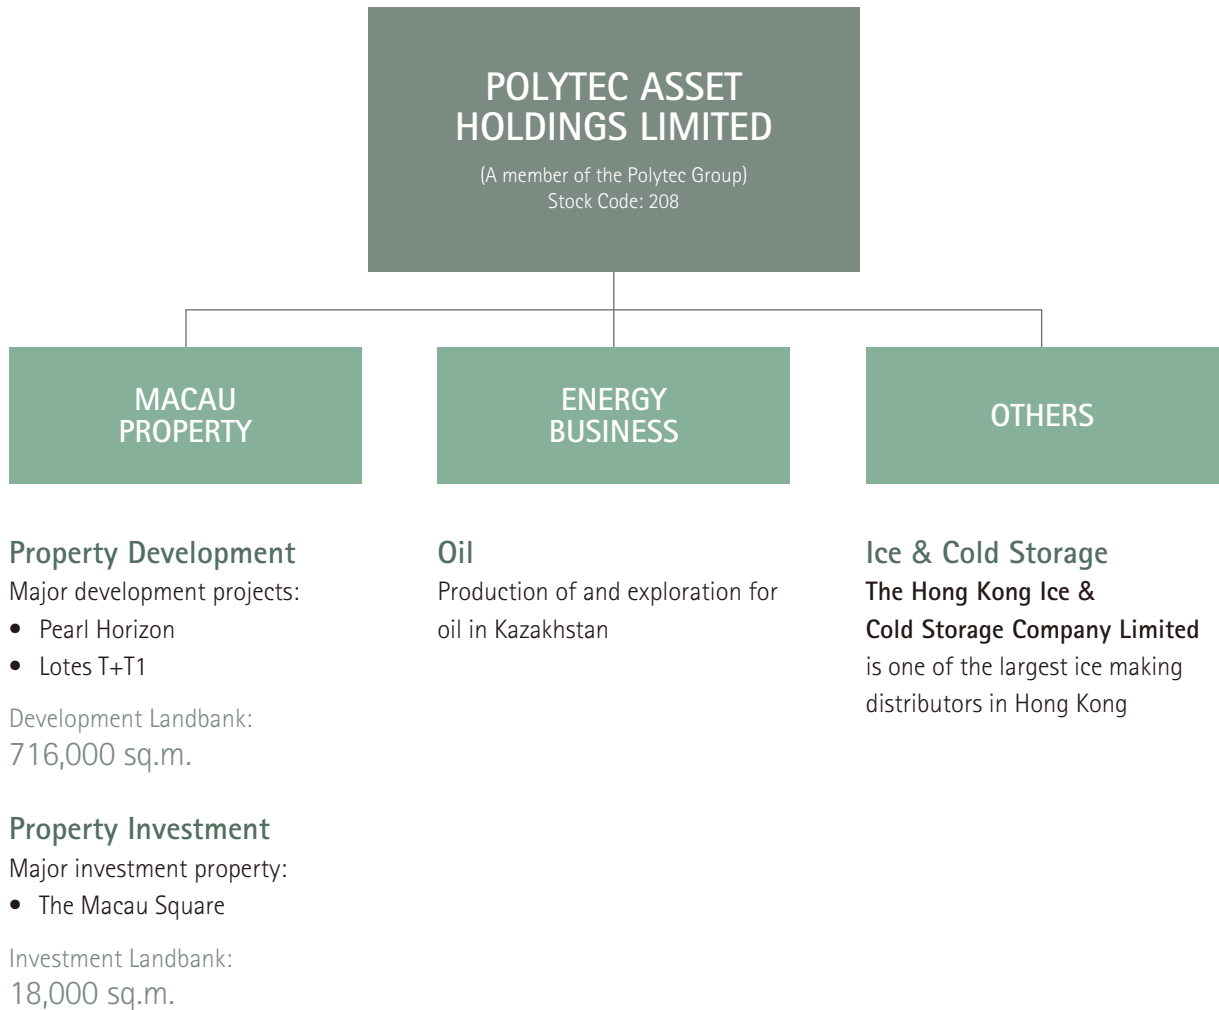 POLYTEC ASSET
HOLDINGS LIMITED
(A member of the Polytec Group)
Stock Code: 208
MACAU
PROPERTY
ENERGY
BUSINESS
OTHERS
Property Development
Major development projects:
• Pearl Horizon
• Lotes T+T1
Development Landbank:
716,000 sq.m.
Property Investment
Major investment property:
• The Macau Square
Investment Landbank:
18,000 sq.m.
Oil
Production of and exploration for
oil in Kazakhstan
Ice & Cold Storage
The Hong Kong Ice &
Cold Storage Company Limited
is one of the largest ice making
distributors in Hong Kong